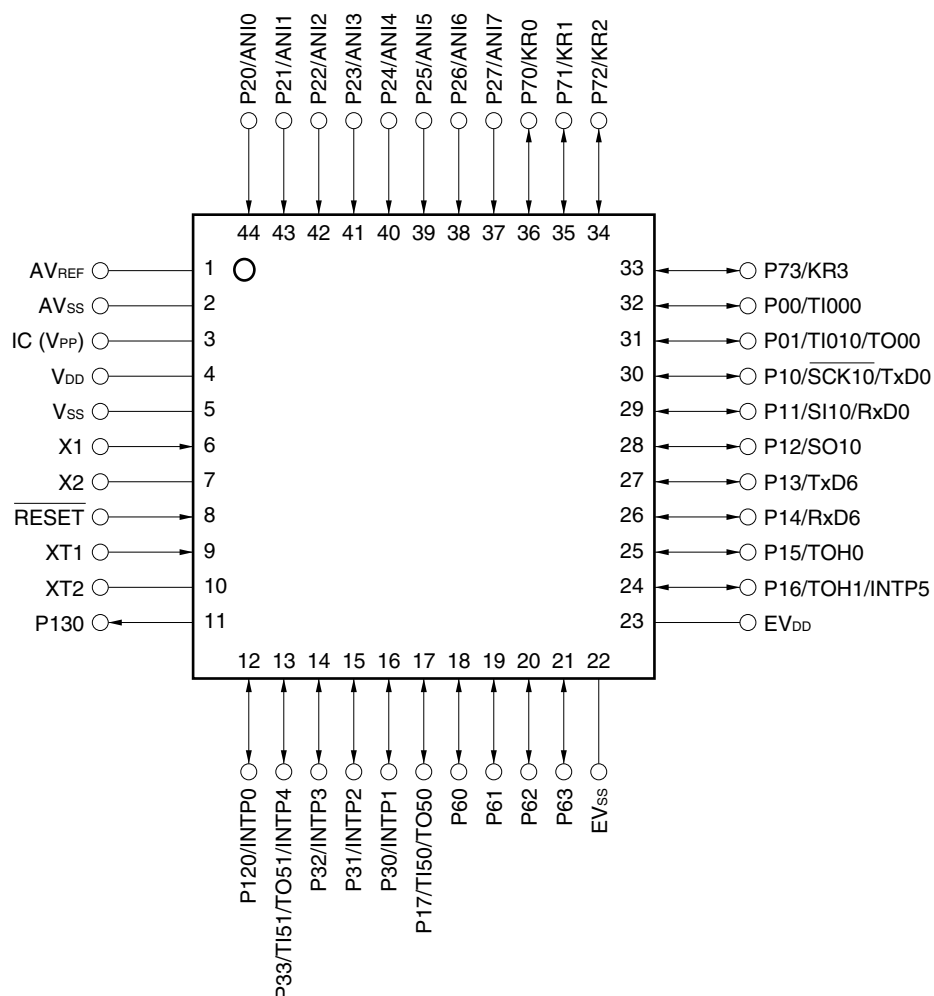 P20/ANI0
P21/ANI1
P22/ANI2
P23/ANI3
P24/ANI4
P25/ANI5
P26/ANI6
P27/ANI7
P70/KR0
P71/KR1
P72/KR2
44 43 42 41 40 39 38 37 36 35 34
AVREF 1
AVSS 2
IC (VPP) 3
VDD 4
VSS 5
X1 6
X2 7
RESET 8
XT1 9
XT2 10
P130 11
33 P73/KR3
32 P00/TI000
31 P01/TI010/TO00
30 P10/SCK10/TxD0
29 P11/SI10/RxD0
28 P12/SO10
27 P13/TxD6
26 P14/RxD6
25 P15/TOH0
24 P16/TOH1/INTP5
23 EVDD
12 13 14 15 16 17 18 19 20 21 22
P120/INTP0
P33/TI51/TO51/INTP4
P32/INTP3
P31/INTP2
P30/INTP1
P17/TI50/TO50
P60
P61
P62
P63
EVSS